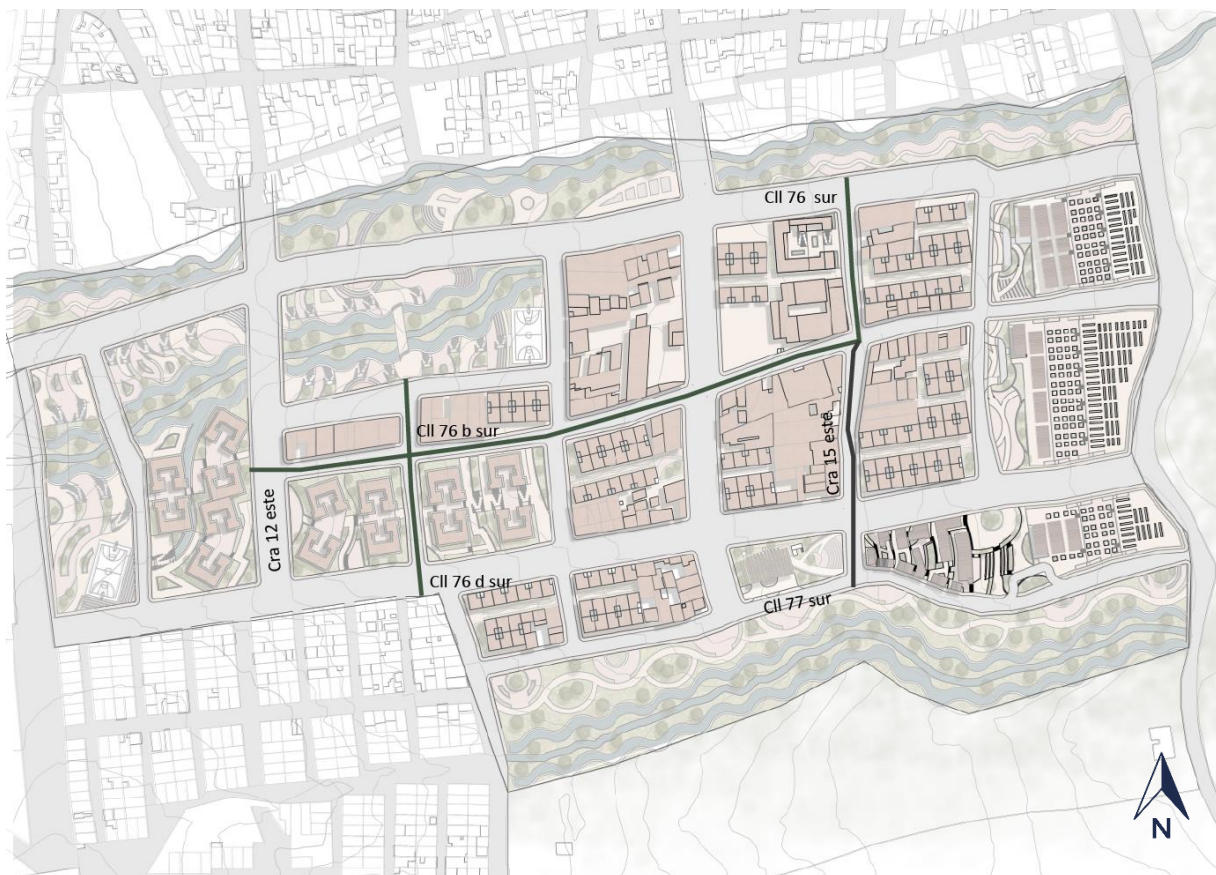 Cll 76 sur
Cll 76 b sur
Cra 15 este
Cra 12 este
Cll 76 d sur
Cll 77 sur
N